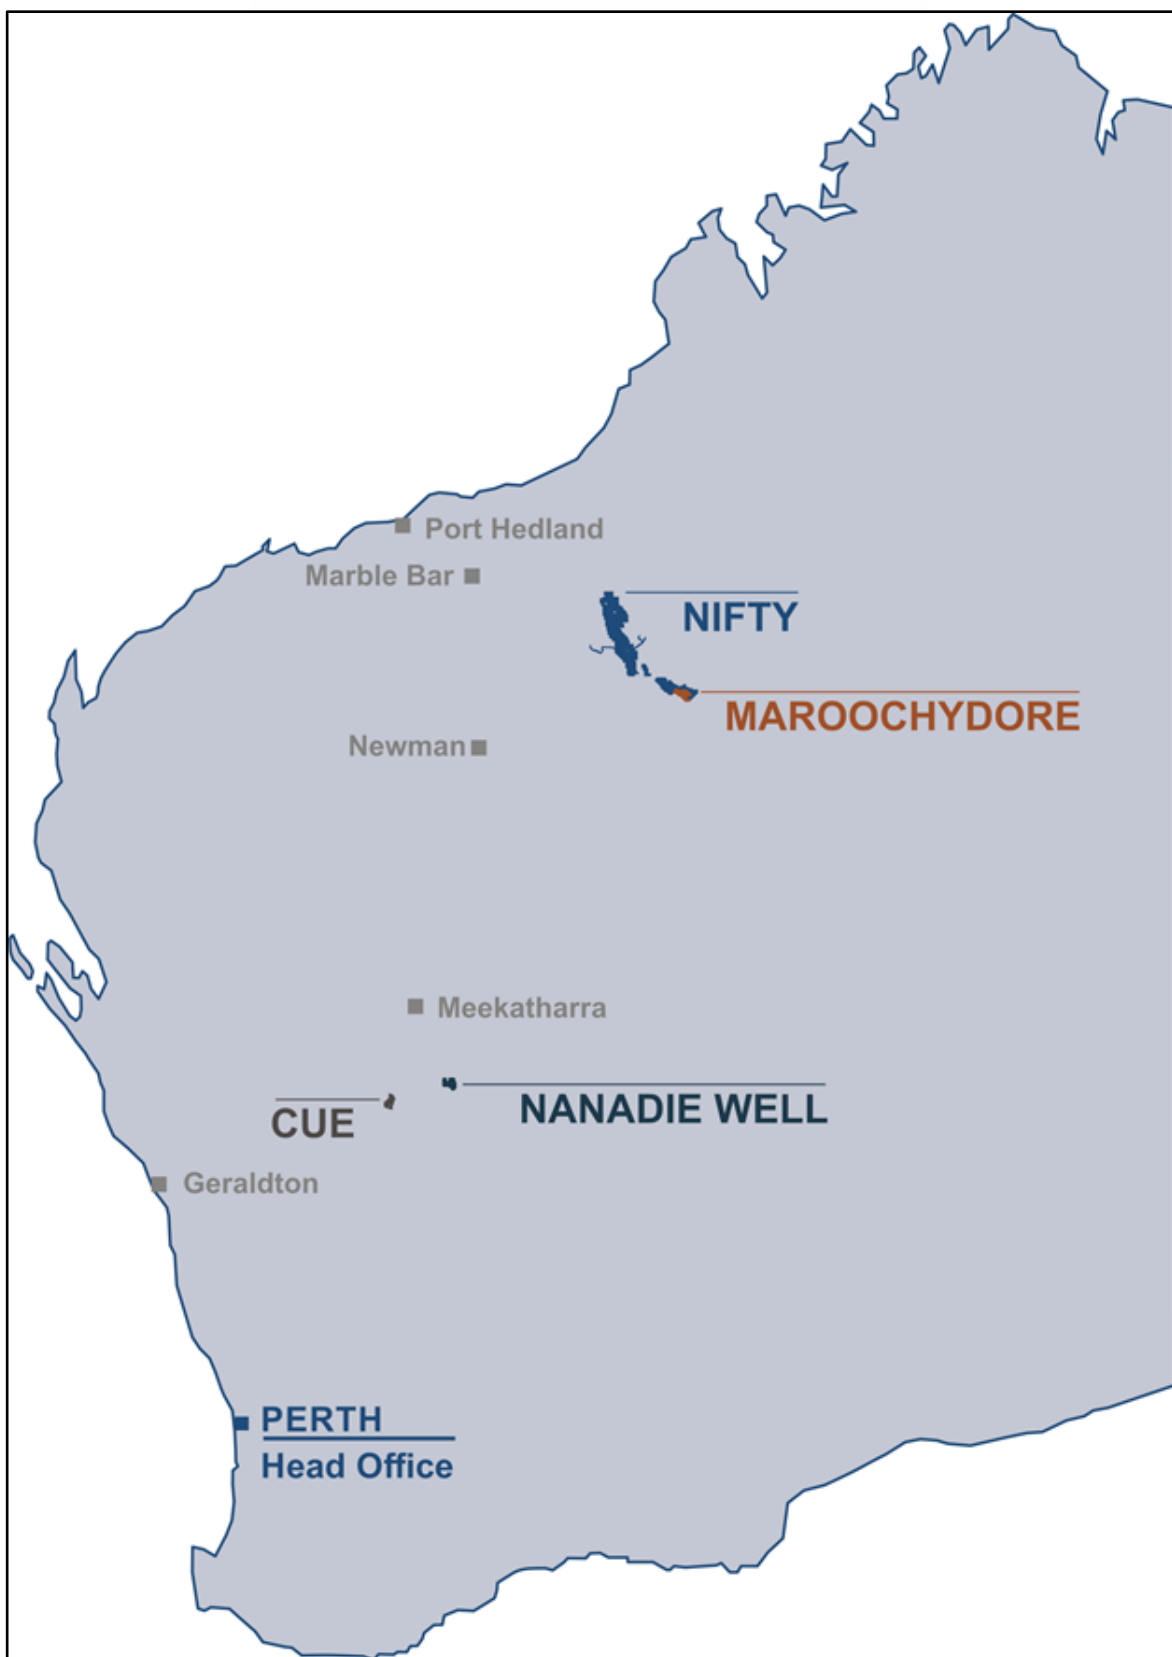 Port Hedland
Marble Bar
NIFTY
MAROOCHYDORE
Newman
Meekatharra
NANADIE WELL
CUE
Geraldton
PERTH
Head Office